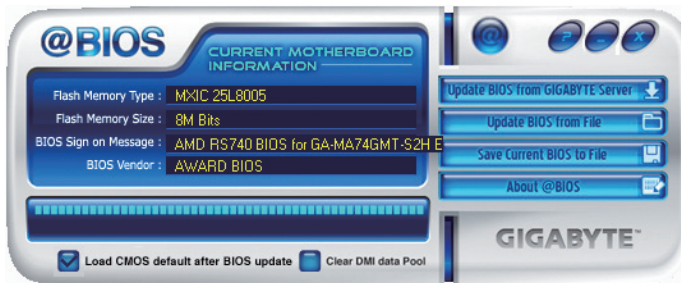 @BIOS
CURRENT MOTHERBOARD
INFORMATION
Flash Memory Type : MXIC 25L8005
Flash Memory Size : 8M Bits
BIOS Sign on Message : AMD RS740 BIOS for GA-MA74GMT-S2H E
BIOS Vendor : AWARD BIOS
Load CMOS default after BIOS update
Clear DMI data Pool
@ ? _ X
Update BIOS from GIGABYTE Server
Update BIOS from File
Save Current BIOS to File
About @BIOS
GIGABYTE™